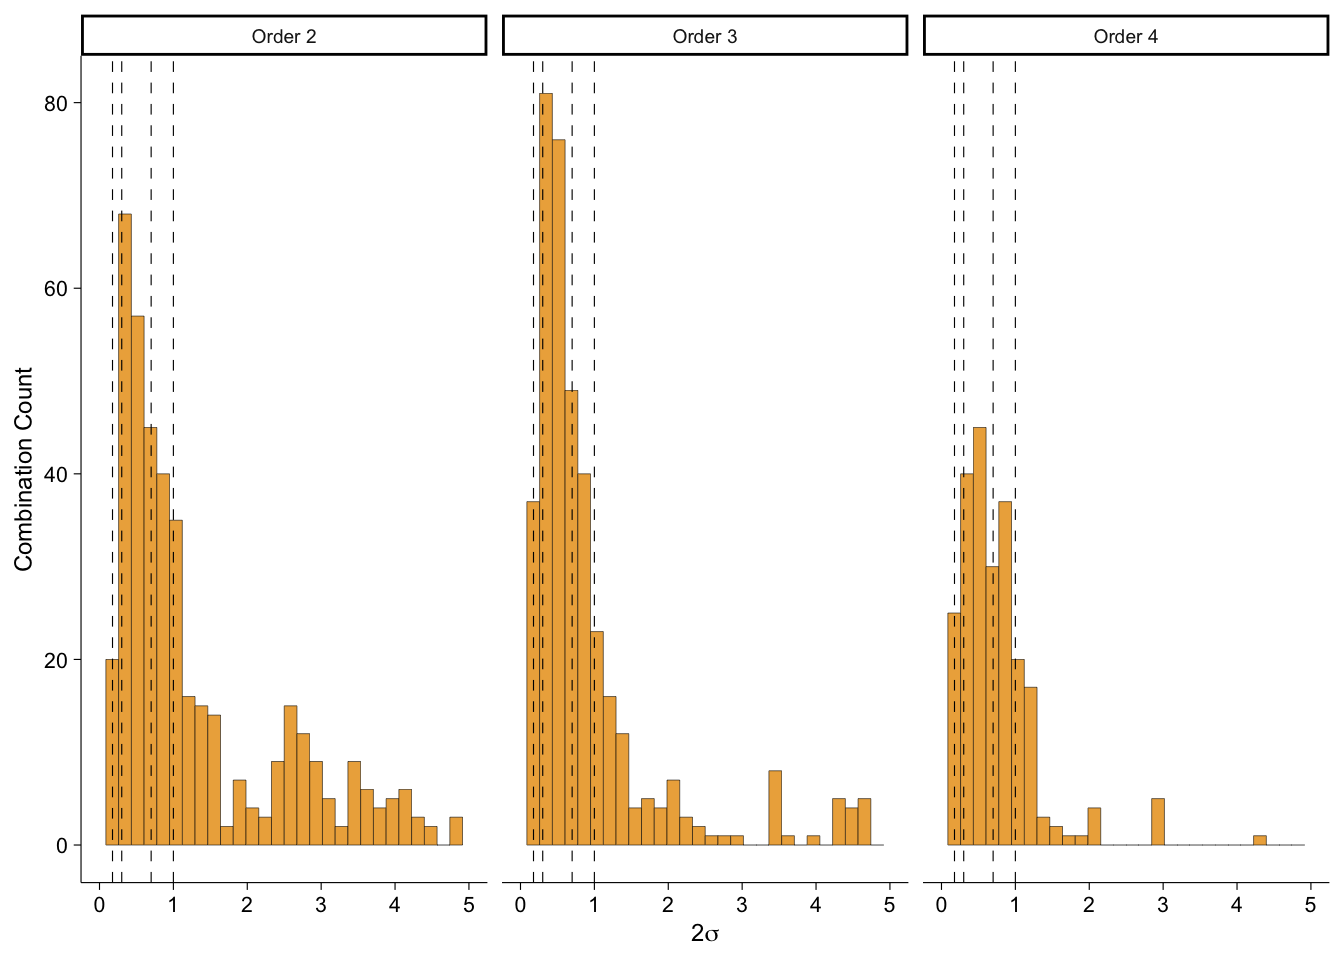 Order 2
Order 3
Order 4
Combination Count
80
60
40
20
0
0 1 2 3 4 5
0 1 2 3 4 5
0 1 2 3 4 5
2σ